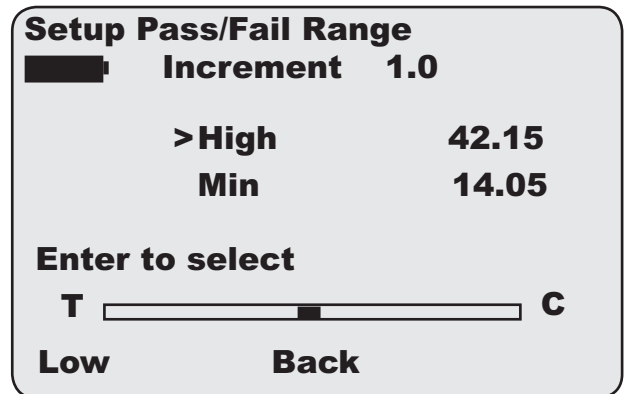 Setup Pass/Fail Range
Increment 1.0
>High 42.15
Min 14.05
Enter to select
T C
Low Back